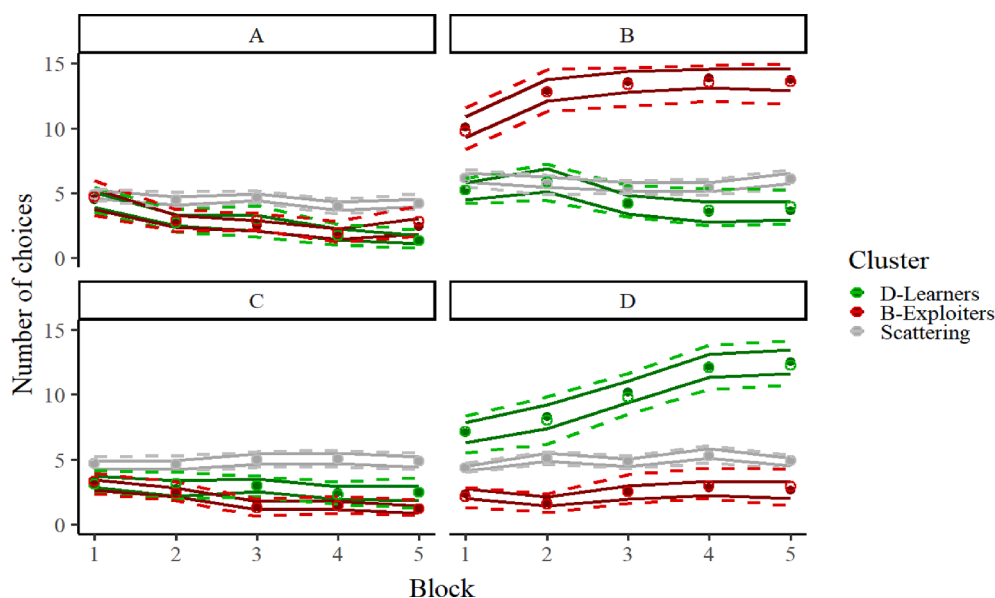 A
B
15
10
5
0
Number of choices
C
D
15
10
5
0
1 2 3 4 5
1 2 3 4 5
Block
Cluster
D-Learners
B-Exploiters
Scattering